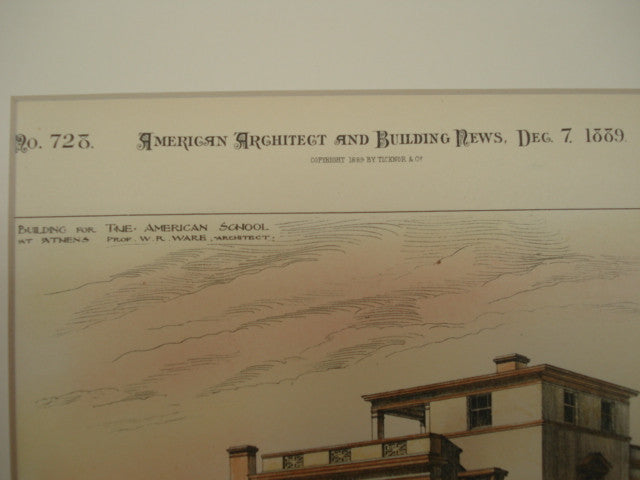 No. 728. American Architect and Building News, Dec. 7, 1889.
COPYRIGHT 1889 BY TICKNOR & Co
BUILDING FOR THE AMERICAN SCHOOL
AT ATHENS PROF. W. R. WARE, ARCHITECT,